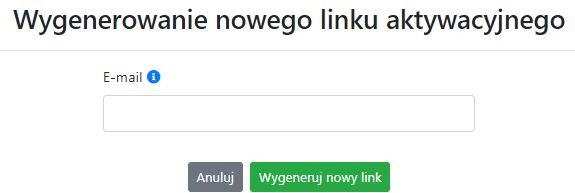 Wygenerowanie nowego linku aktywacyjnego
E-mail
Anuluj Wygeneruj nowy link